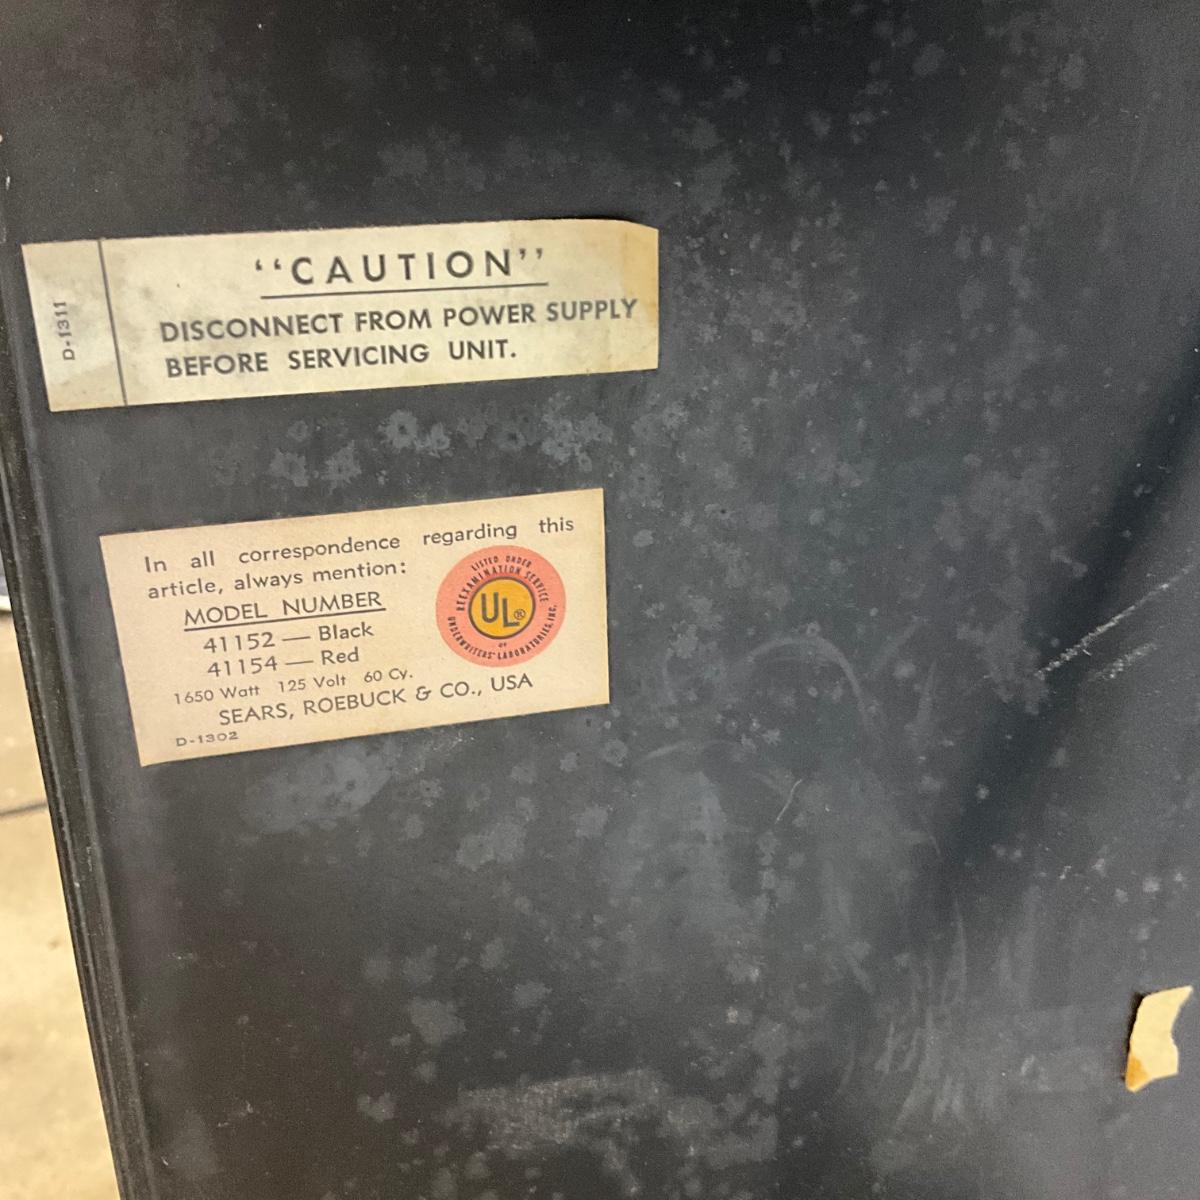 "CAUTION"
D-1311
DISCONNECT FROM POWER SUPPLY
BEFORE SERVICING UNIT.
In all correspondence regarding this
article, always mention:
MODEL NUMBER
41152 — Black
41154 — Red
1650 Watt 125 Volt 60 Cy.
SEARS, ROEBUCK & CO., USA
D-1302
LISTED UNDER
REEXAMINATION SERVICE
UL®
OF
UNDERWRITERS' LABORATORIES, INC.